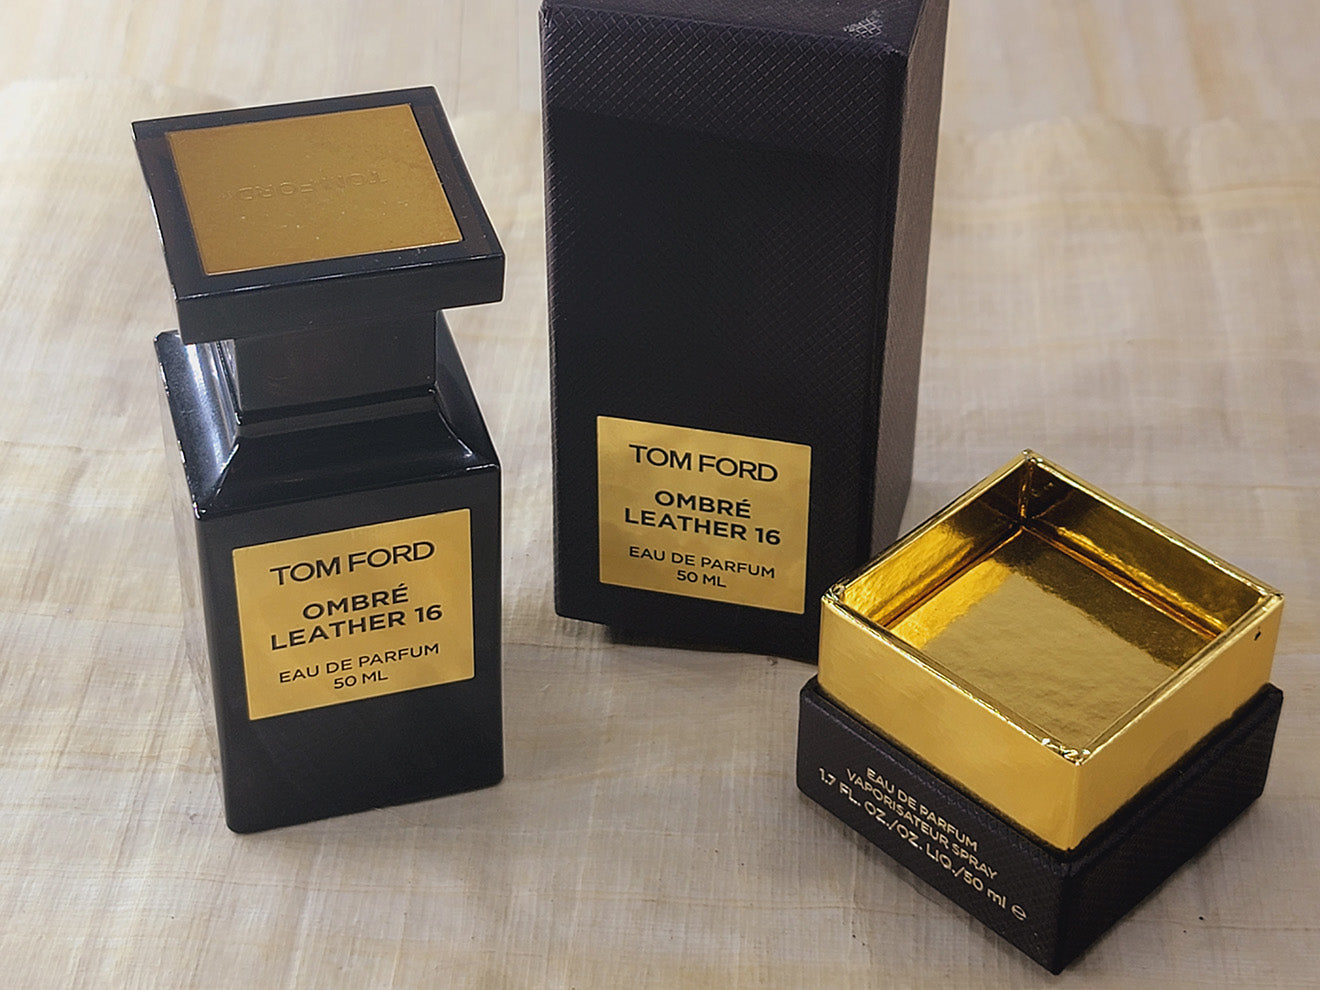 TOM FORD
TOM FORD
OMBRÉ
LEATHER 16
EAU DE PARFUM
50 ML
TOM FORD
OMBRÉ
LEATHER 16
EAU DE PARFUM
50 ML
EAU DE PARFUM
VAPORISATEUR SPRAY
1.7 FL. OZ./OZ. LIQ./50 ml ℮